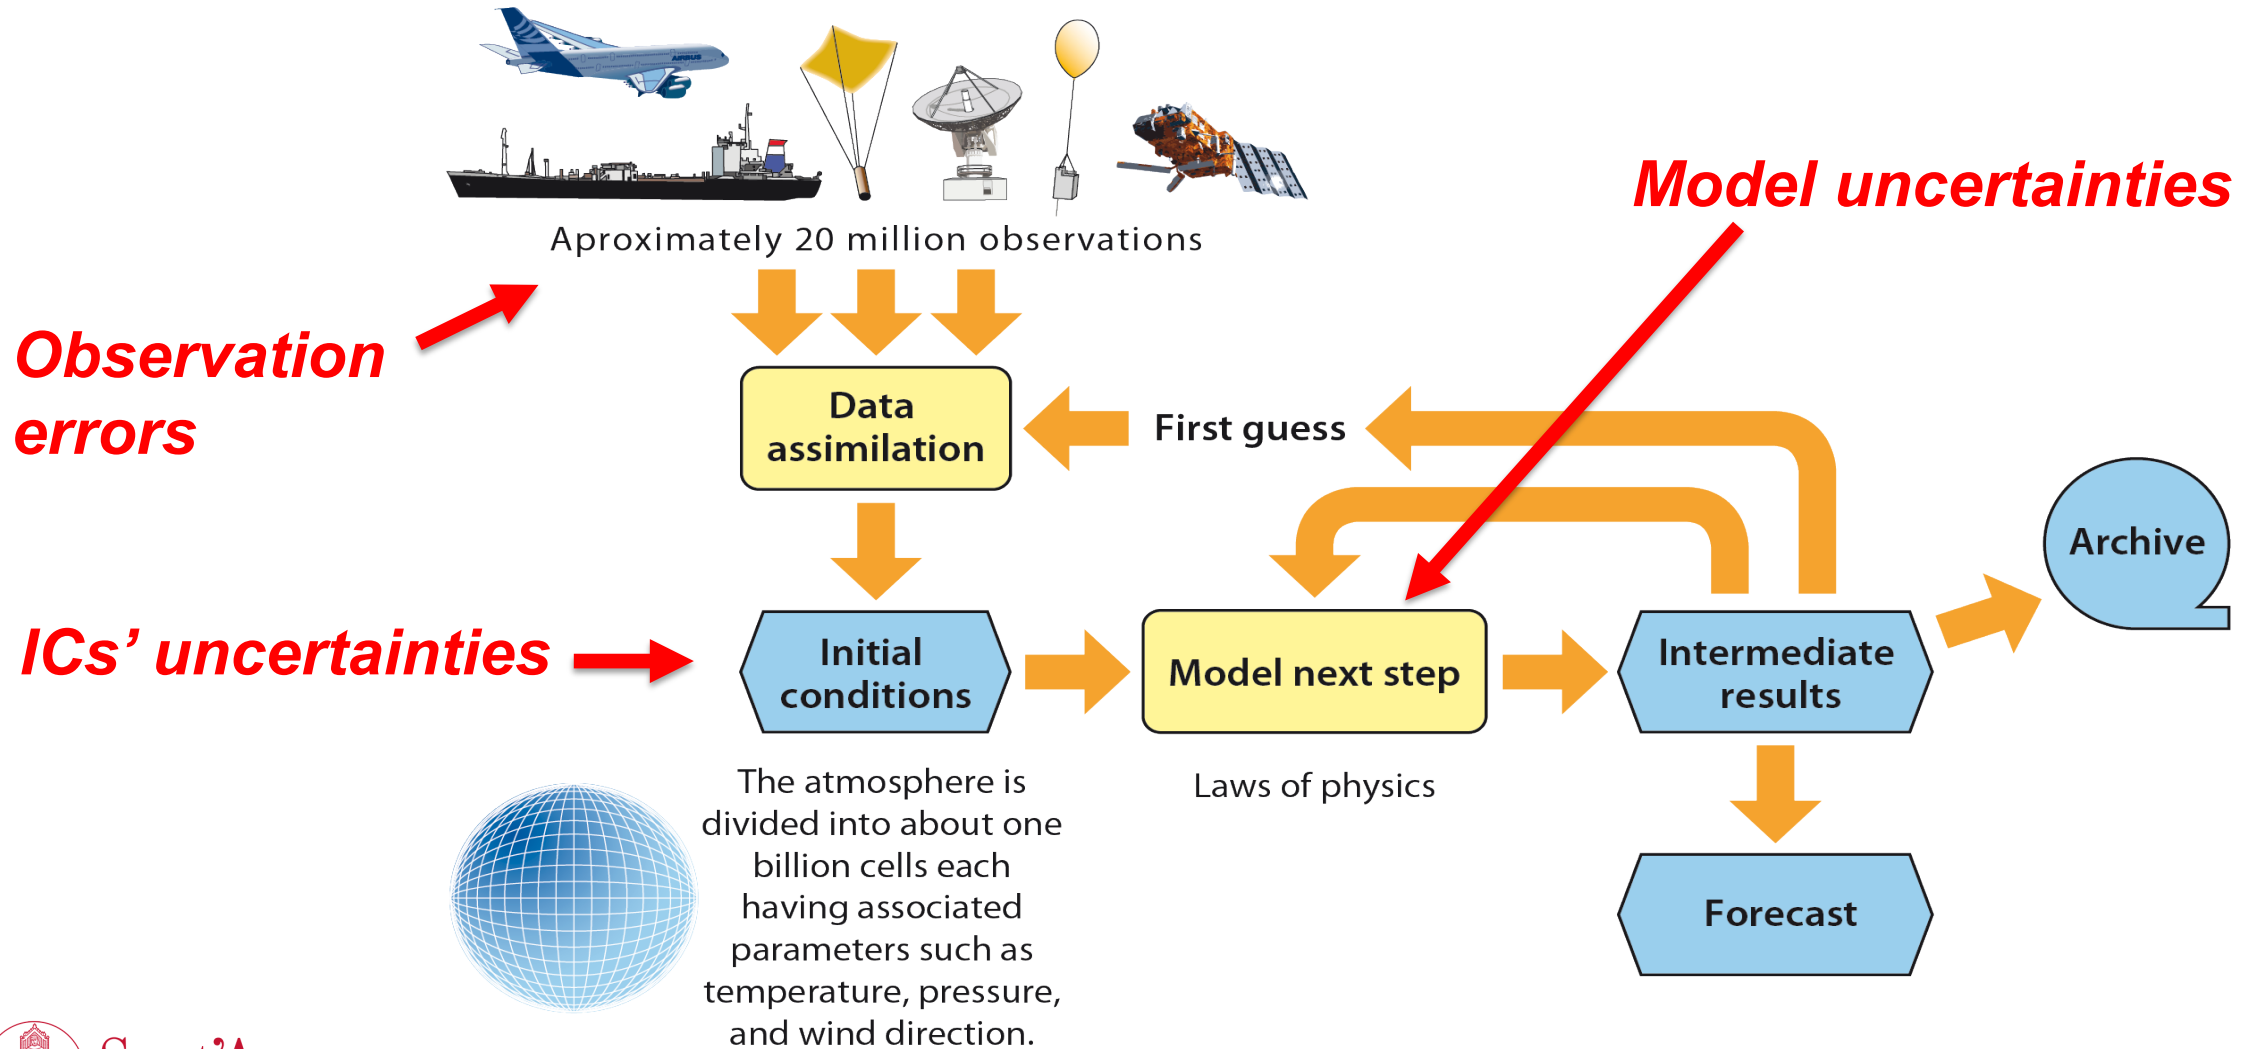 AIRBUS
Aproximately 20 million observations
Model uncertainties
Observation
errors
Data
assimilation
First guess
Archive
ICs’ uncertainties
Initial
conditions
Model next step
Intermediate
results
The atmosphere is
divided into about one
billion cells each
having associated
parameters such as
temperature, pressure,
and wind direction.
Laws of physics
Forecast